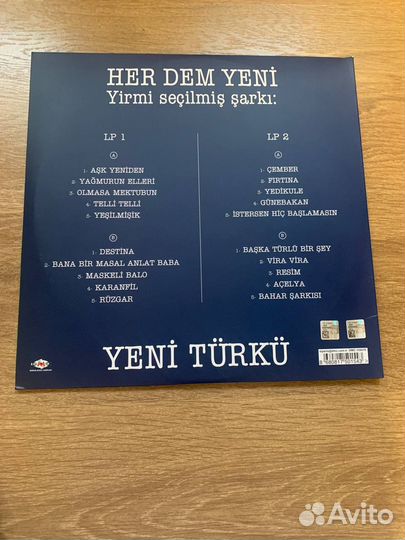 HER DEM YENİ
Yirmi seçilmiş şarkı:
LP 1
A
1- AŞK YENİDEN
2- YAĞMURUN ELLERİ
3- OLMASA MEKTUBUN
4- TELLİ TELLİ
5- YEŞİLMİŞİK
B
1- DESTİNA
2- BANA BİR MASAL ANLAT BABA
3- MASKELİ BALO
4- KARANFİL
5- RÜZGAR
LP 2
A
1- ÇEMBER
2- FIRTINA
3- YEDİKULE
4- GÜNEBAKAN
5- İSTERSEN HİÇ BAŞLAMASIN
B
1- BAŞKA TÜRLÜ BİR ŞEY
2- VİRA VİRA
3- RESİM
4- AÇELYA
5- BAHAR ŞARKISI
YENİ TÜRKÜ
8 680817 501543
Avito